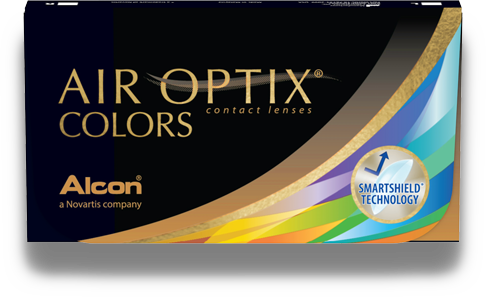 AIR OPTIX®
contact lenses
COLORS
Alcon®
a Novartis company
SMARTSHIELD™
TECHNOLOGY